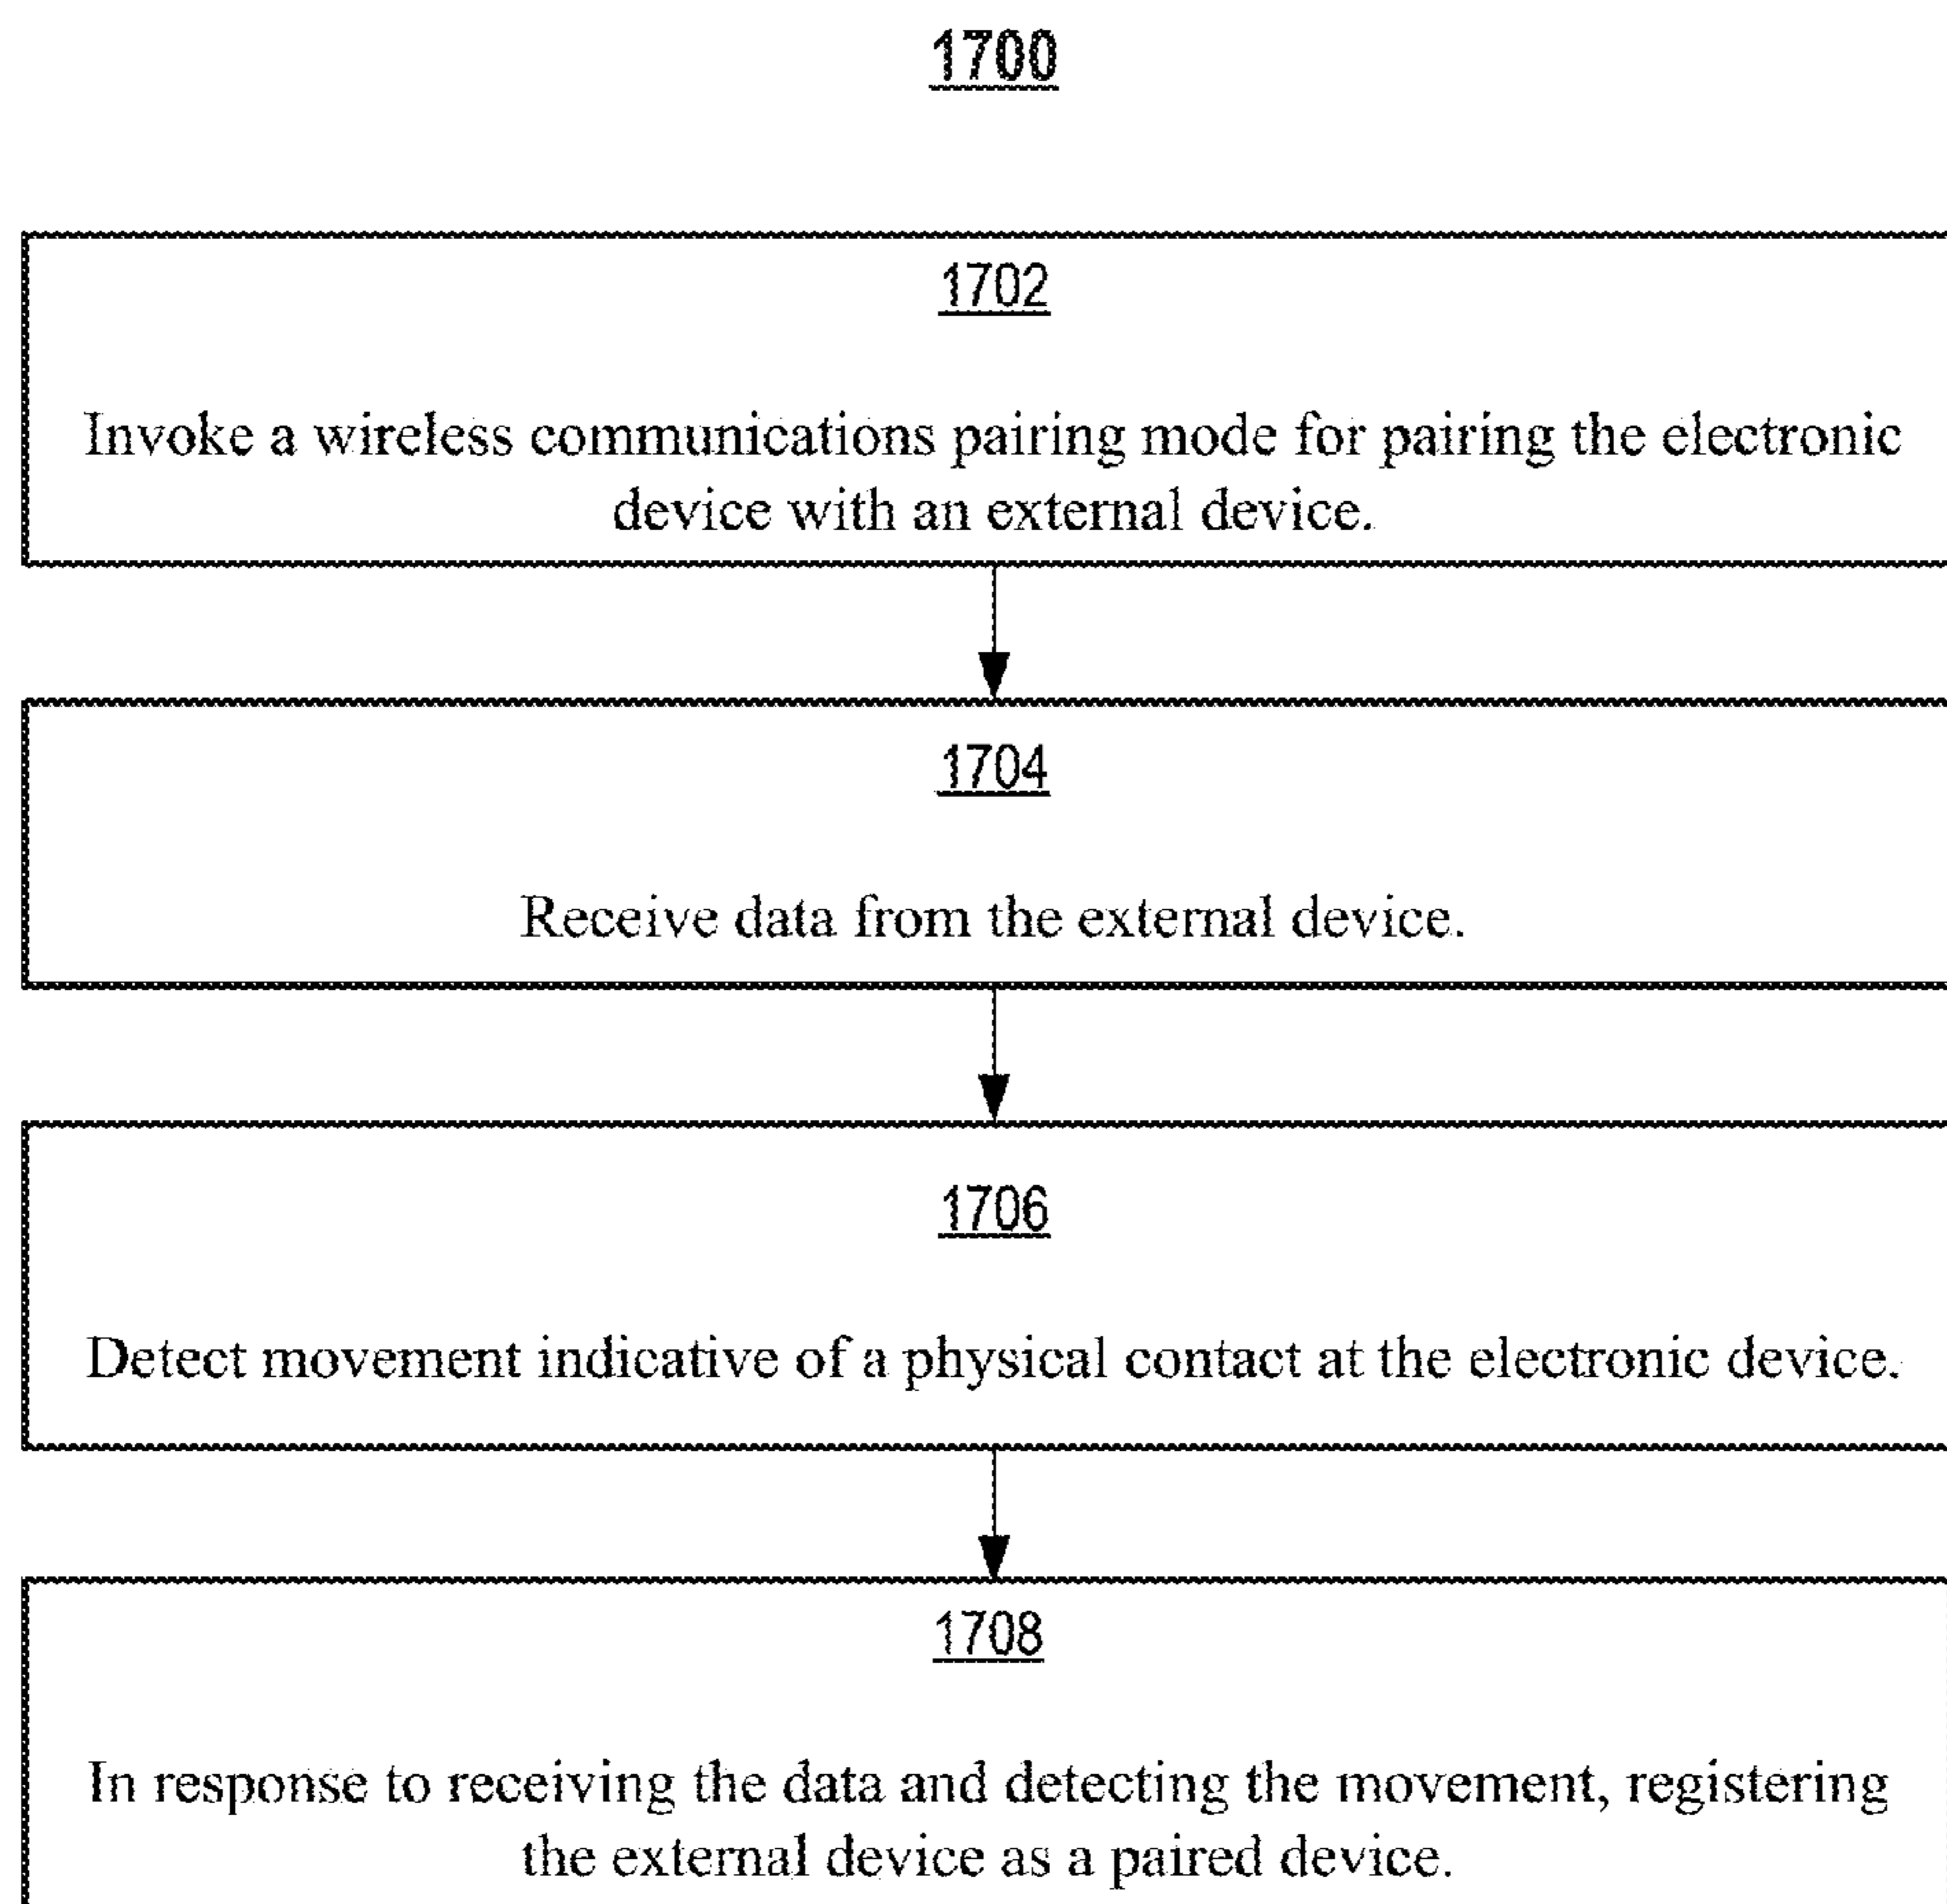 1700
1702
Invoke a wireless communications pairing mode for pairing the electronic
device with an external device.
1704
Receive data from the external device.
1706
Detect movement indicative of a physical contact at the electronic device.
1708
In response to receiving the data and detecting the movement, registering
the external device as a paired device.